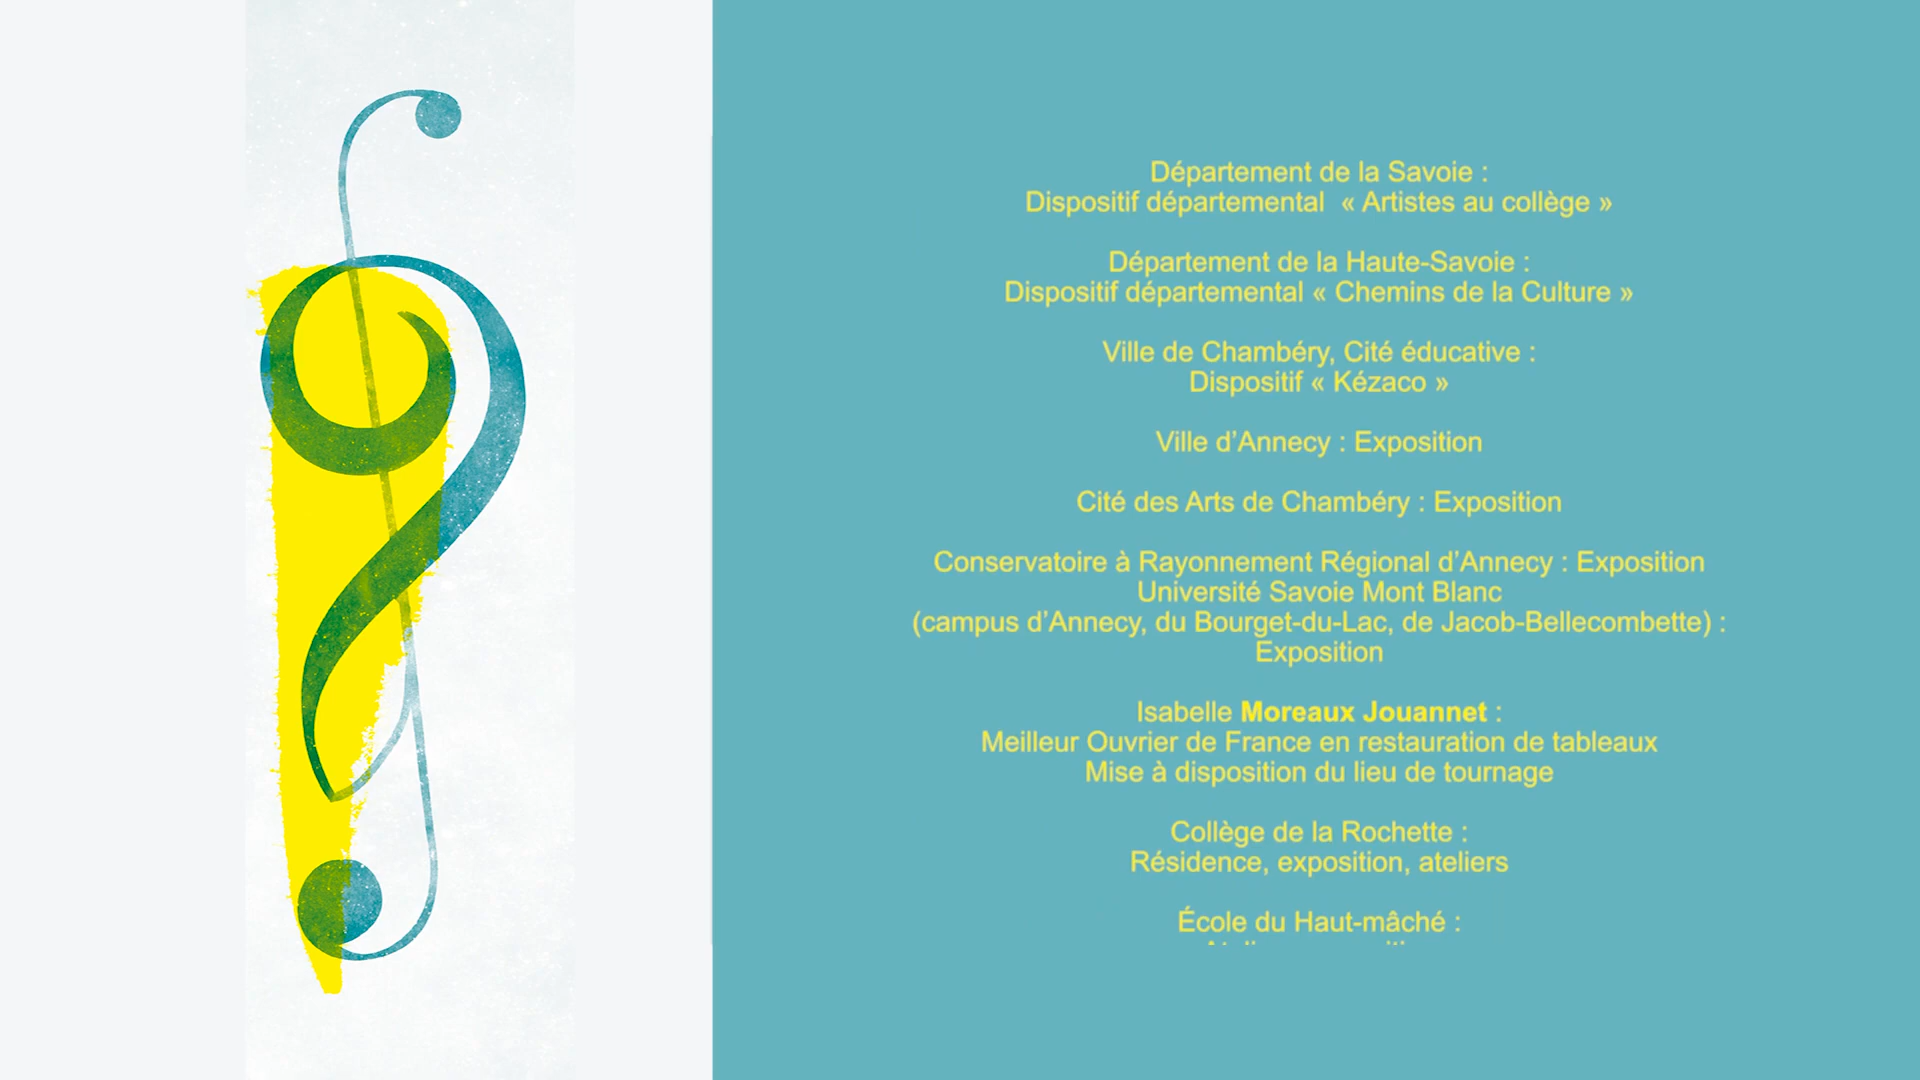 Département de la Savoie :
Dispositif départemental  « Artistes au collège »
Département de la Haute-Savoie :
Dispositif départemental « Chemins de la Culture »
Ville de Chambéry, Cité éducative :
Dispositif « Kézaco »
Ville d’Annecy : Exposition
Cité des Arts de Chambéry : Exposition
Conservatoire à Rayonnement Régional d’Annecy : Exposition
Université Savoie Mont Blanc
(campus d’Annecy, du Bourget-du-Lac, de Jacob-Bellecombette) :
Exposition
Isabelle Moreaux Jouannet :
Meilleur Ouvrier de France en restauration de tableaux
Mise à disposition du lieu de tournage
Collège de la Rochette :
Résidence, exposition, ateliers
École du Haut-mâché :